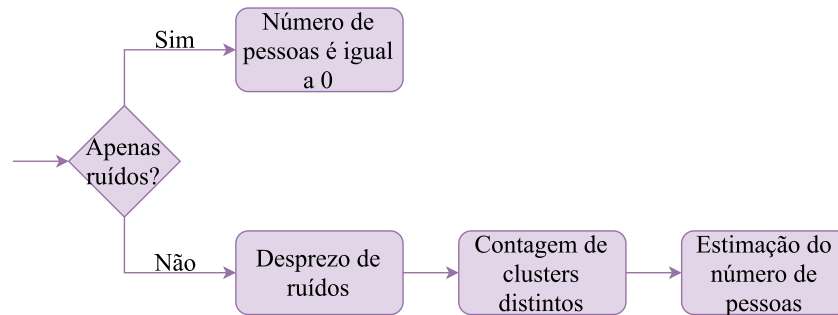 Sim
Número de
pessoas é igual
a 0
Apenas
ruídos?
Não
Desprezo de
ruídos
Contagem de
clusters
distintos
Estimação do
número de
pessoas